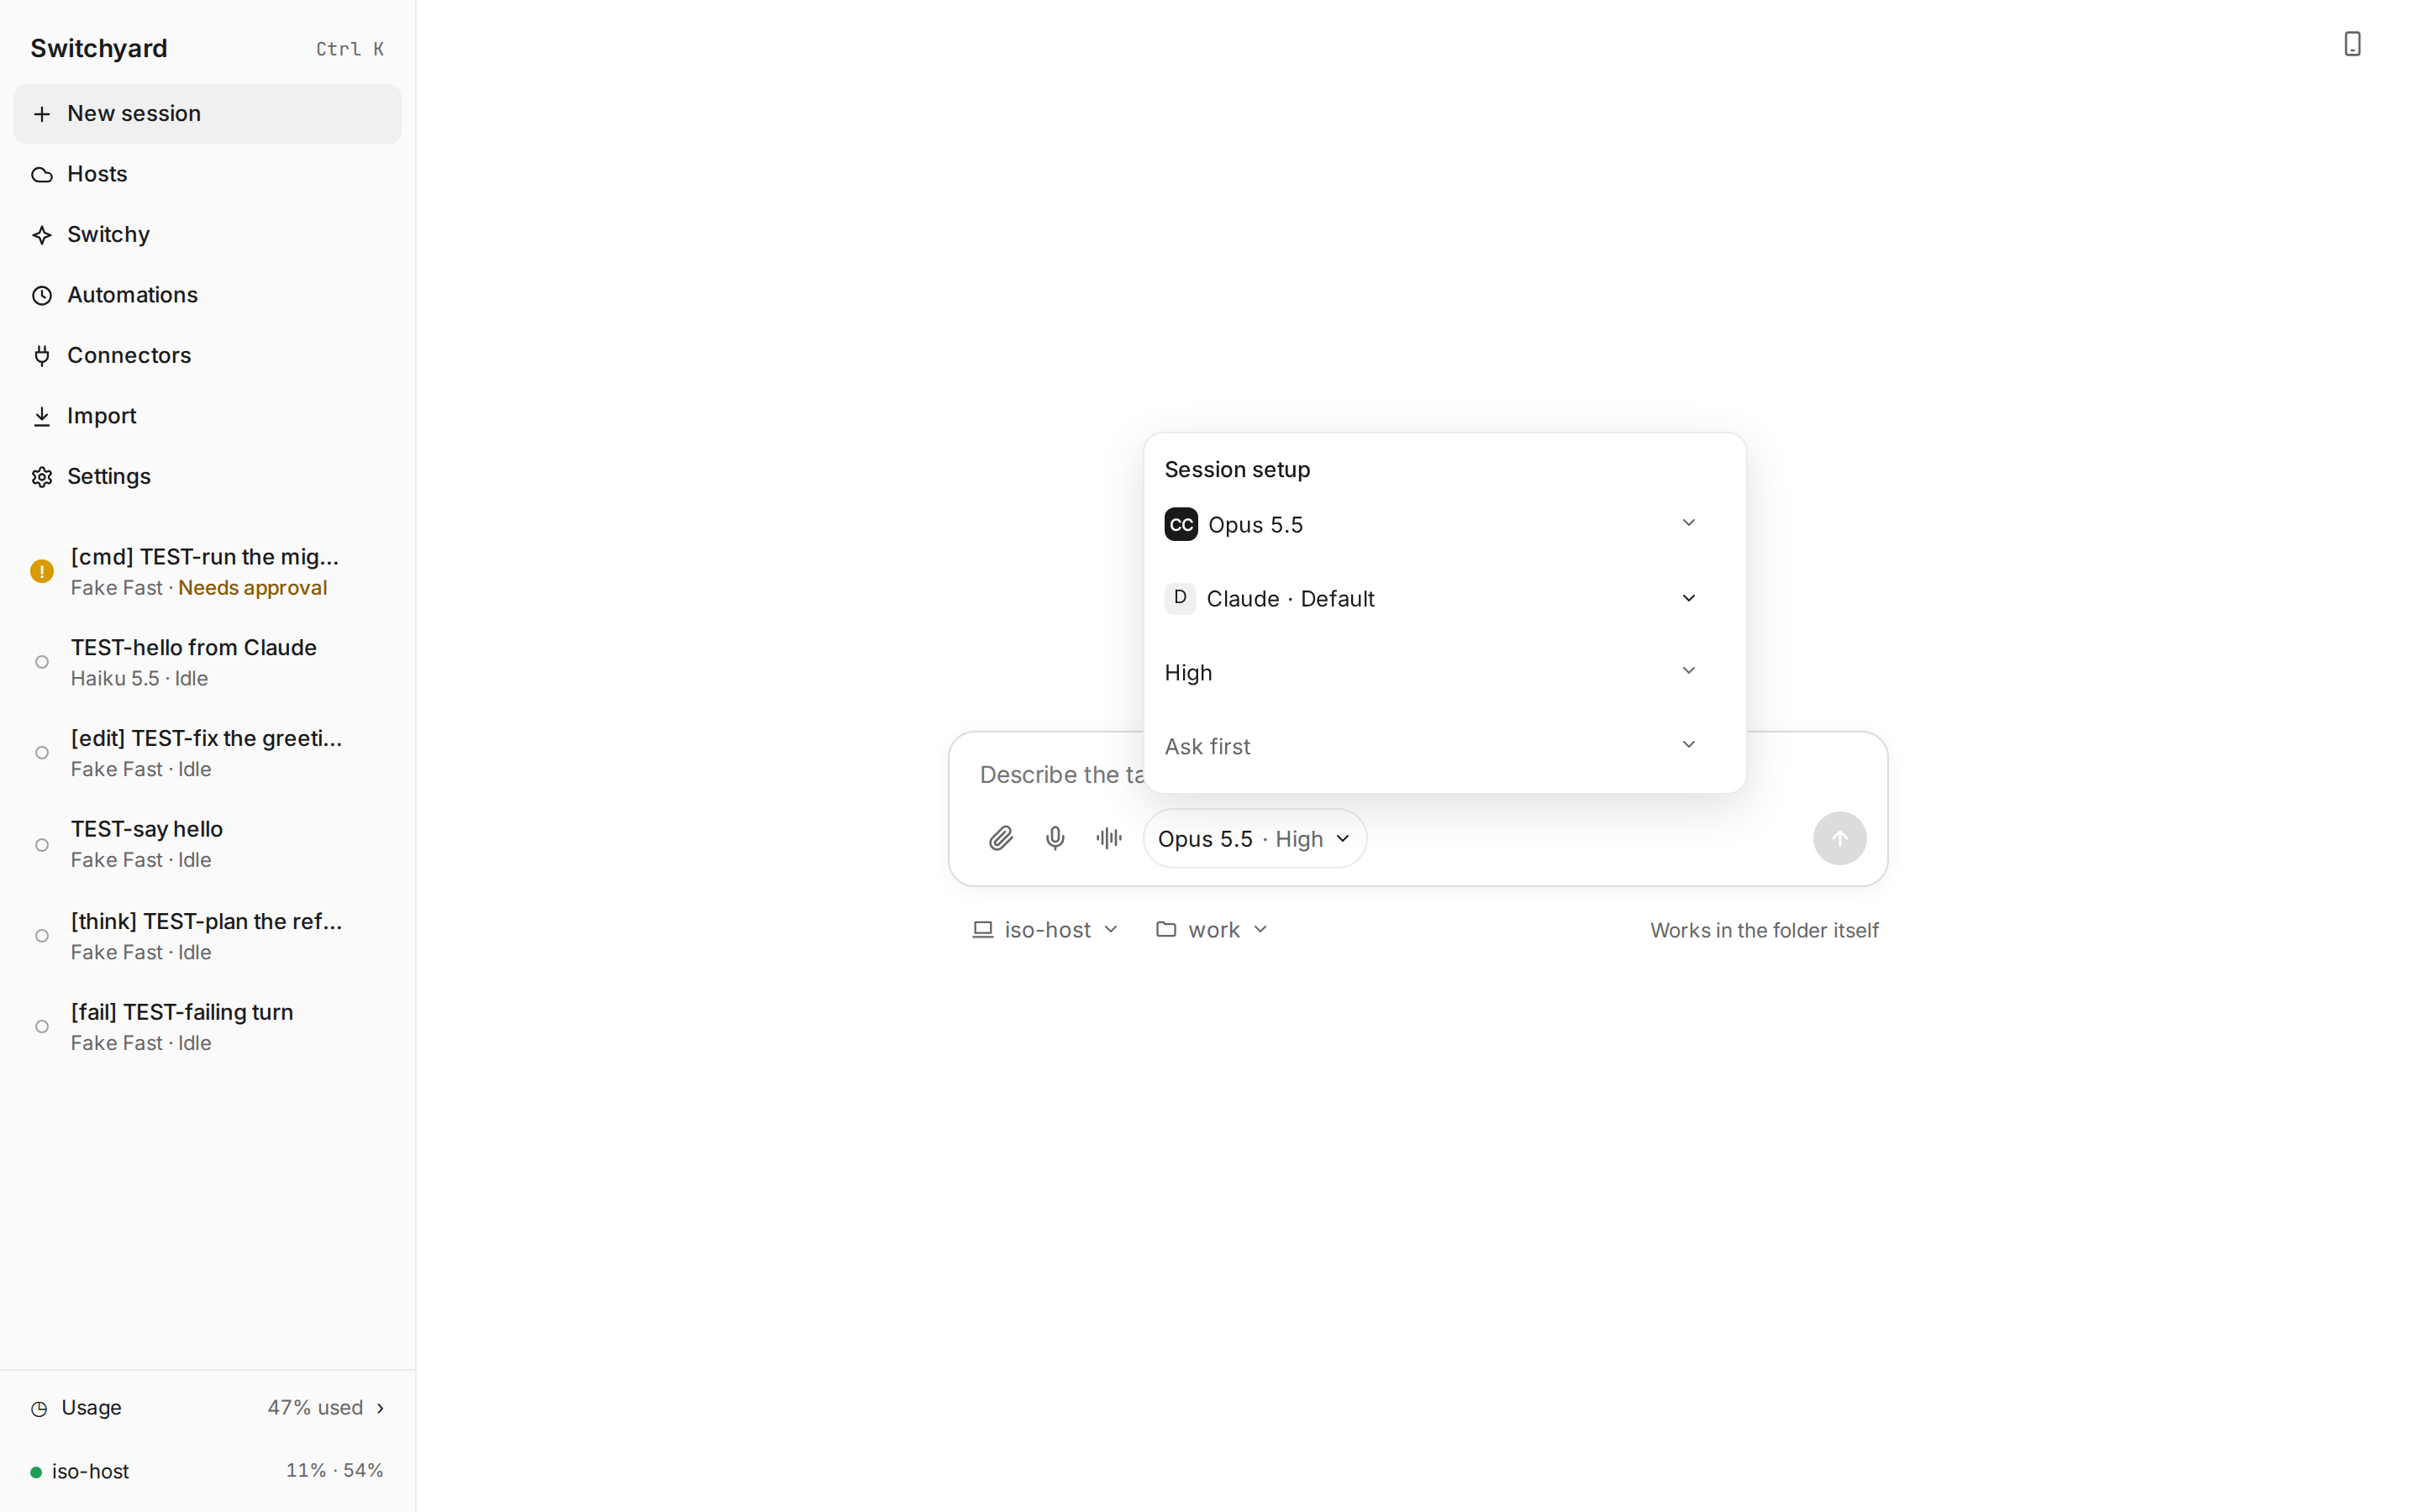 Switchyard
Ctrl K
New session
Hosts
Switchy
Automations
Connectors
Import
Settings
[cmd] TEST-run the mig...
Fake Fast · Needs approval
TEST-hello from Claude
Haiku 5.5 · Idle
[edit] TEST-fix the greeti...
Fake Fast · Idle
TEST-say hello
Fake Fast · Idle
[think] TEST-plan the ref...
Fake Fast · Idle
[fail] TEST-failing turn
Fake Fast · Idle
Usage
47% used
iso-host
11% · 54%
Session setup
CC Opus 5.5
D Claude · Default
High
Ask first
Describe the ta
Opus 5.5 · High
iso-host
work
Works in the folder itself